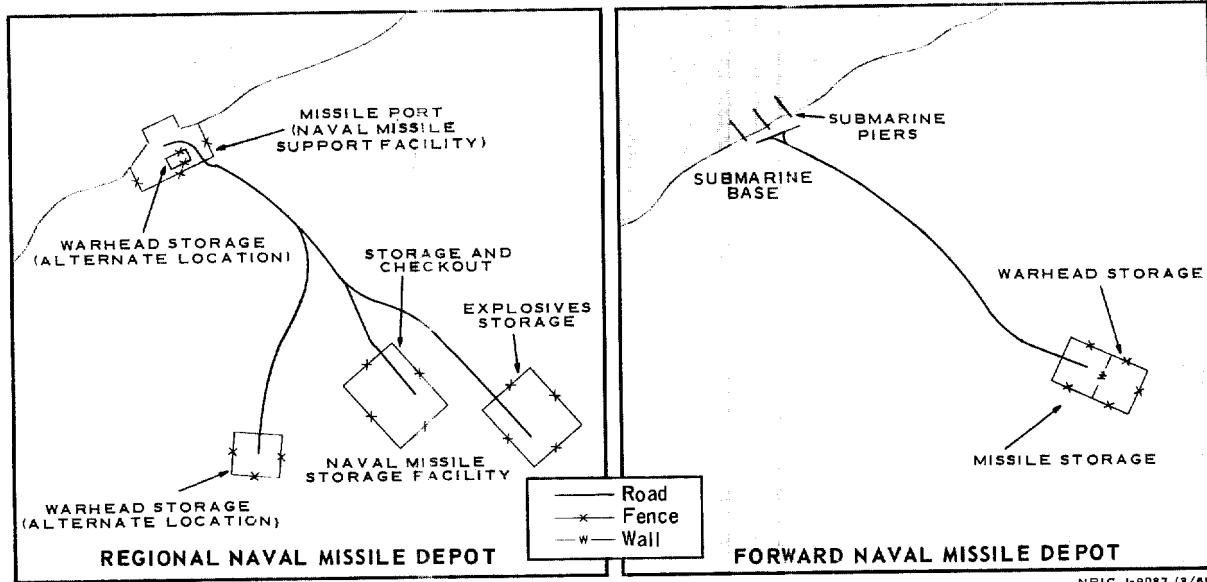 MISSILE PORT
(NAVAL MISSILE
SUPPORT FACILITY)
WARHEAD STORAGE
(ALTERNATE LOCATION)
STORAGE AND
CHECKOUT
EXPLOSIVES
STORAGE
NAVAL MISSILE
STORAGE FACILITY
WARHEAD STORAGE
(ALTERNATE LOCATION)
REGIONAL NAVAL MISSILE DEPOT
Road
Fence
W Wall
SUBMARINE
PIERS
SUBMARINE
BASE
WARHEAD STORAGE
W
MISSILE STORAGE
FORWARD NAVAL MISSILE DEPOT